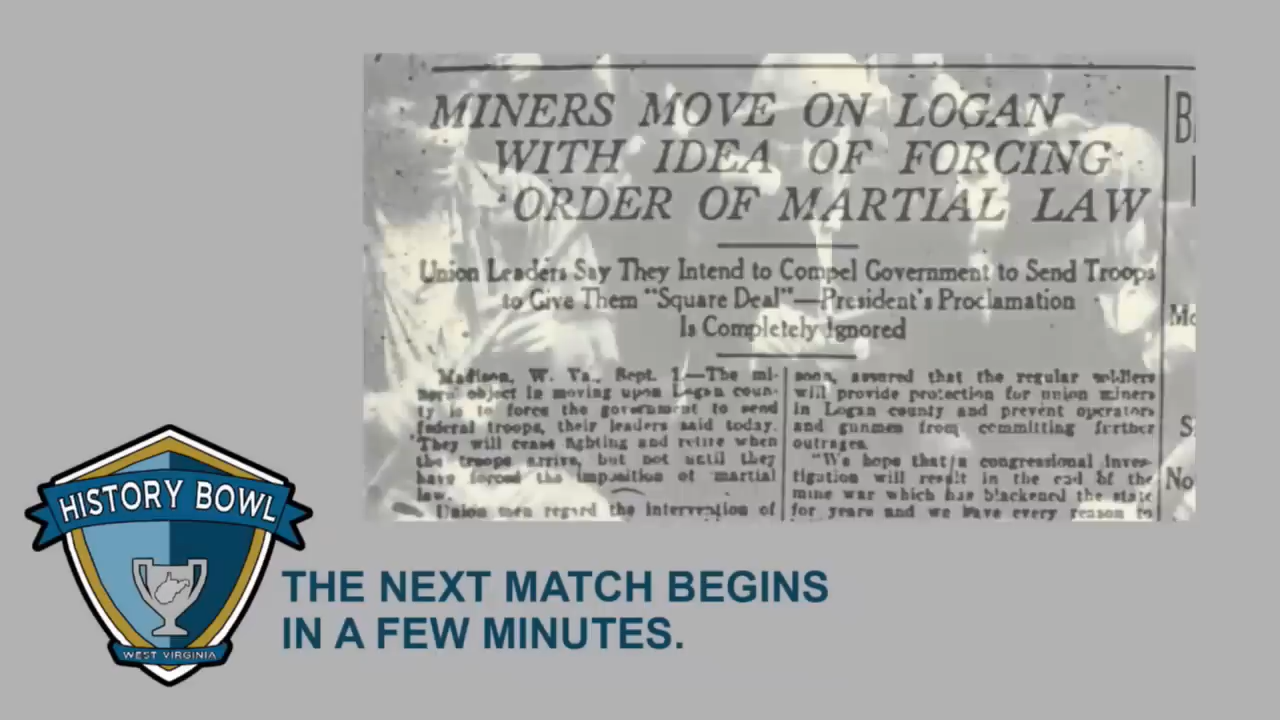 MINERS MOVE ON LOGAN
WITH IDEA OF FORCING
ORDER OF MARTIAL LAW
Union Leaders Say They Intend to Compel Government to Send Troops
to Give Them "Square Deal"—President's Proclamation
Is Completely Ignored
Madison, W. Va., Sept. 1—The mi-
ners object in moving upon Logan coun-
ty is to force the government to send
federal troops, their leaders said today.
They will cease fighting and retire when
the troops arrive, but not until they
have forced the imposition of martial
law.
Union men regard the intervention of
soon, assured that the regular soldiers
will provide protection for union miners
in Logan county and prevent operators
and gunmen from committing further
outrages.
"We hope that a congressional inves-
tigation will result in the end of the
mine war which has blackened the state
for years and we have every reason to
B
Mo
S
No
HISTORY BOWL
WEST VIRGINIA
THE NEXT MATCH BEGINS
IN A FEW MINUTES.